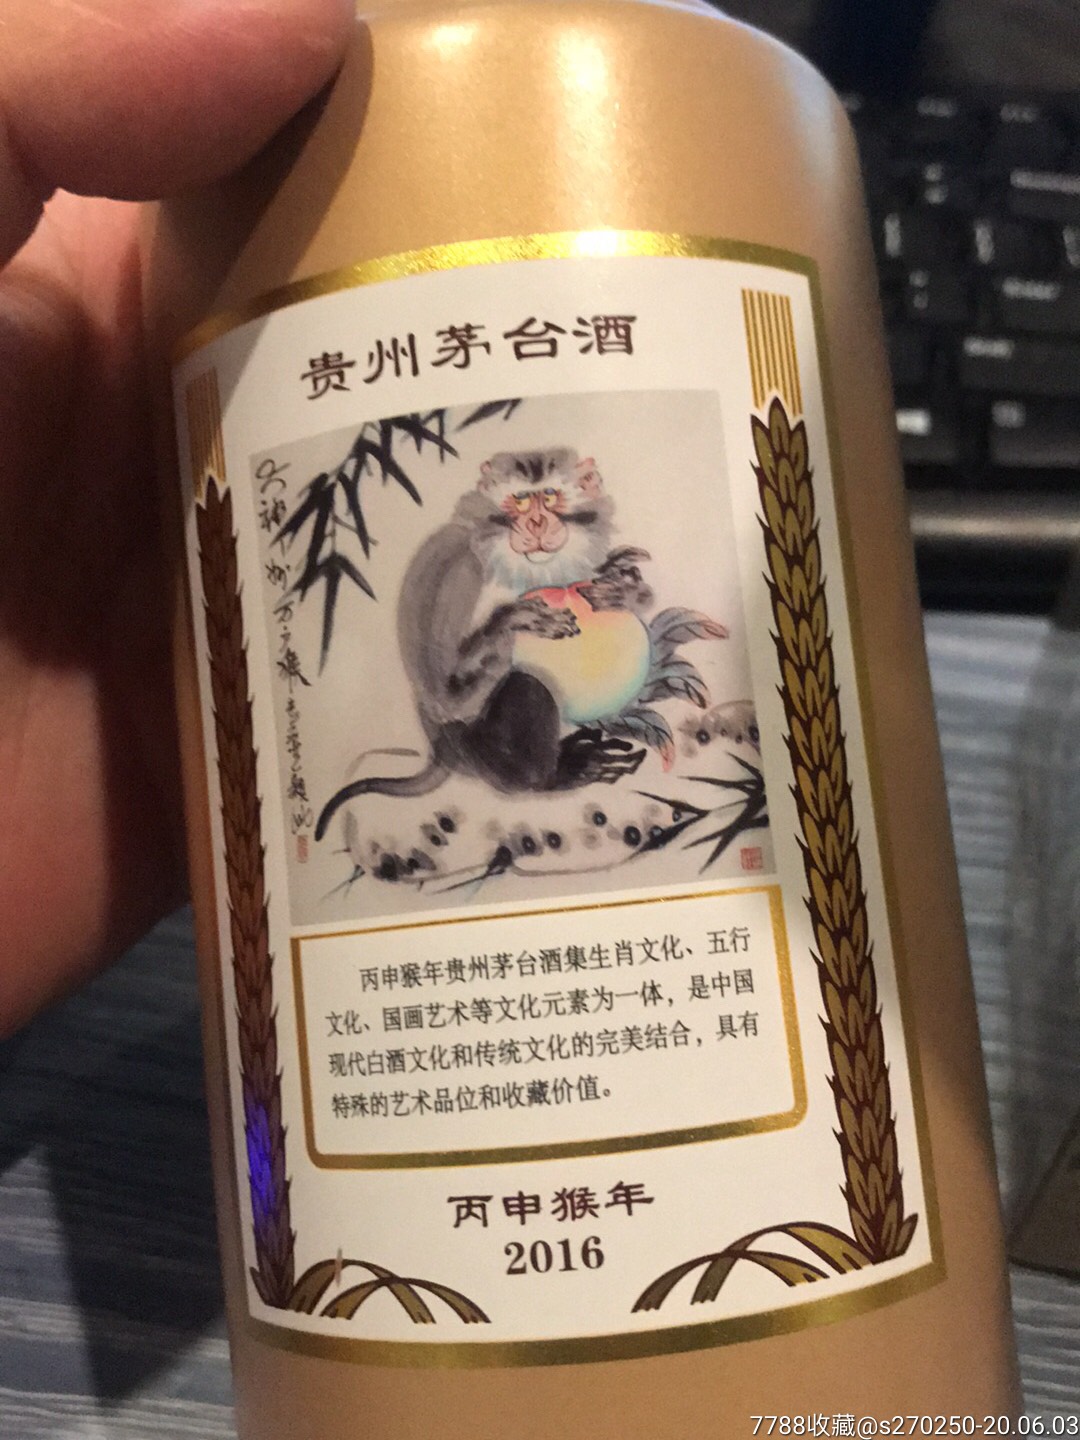 贵州茅台酒
丙申猴年贵州茅台酒集生肖文化、五行
文化、国画艺术等文化元素为一体，是中国
现代白酒文化和传统文化的完美结合，具有
特殊的艺术品位和收藏价值。
丙申猴年
2016
7788收藏@s270250-20.06.03